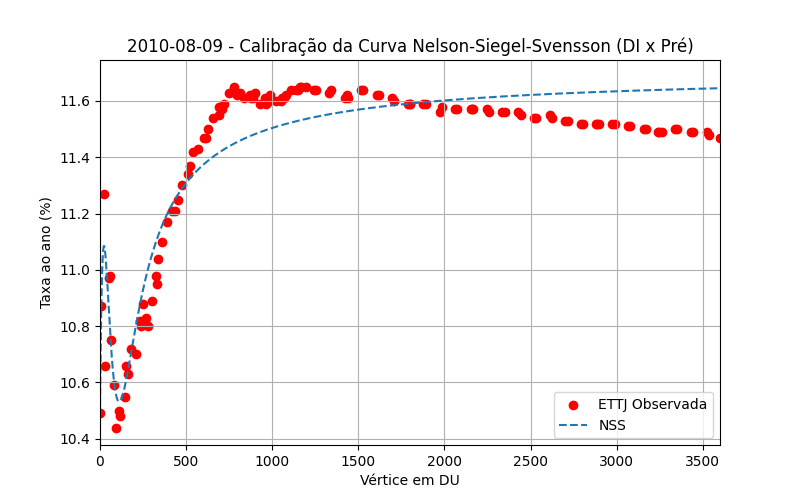 2010-08-09 - Calibração da Curva Nelson-Siegel-Svensson (DI x Pré)
Taxa ao ano (%)
11.6
11.4
11.2
11.0
10.8
10.6
10.4
0 500 1000 1500 2000 2500 3000 3500
Vértice em DU
ETTJ Observada
NSS